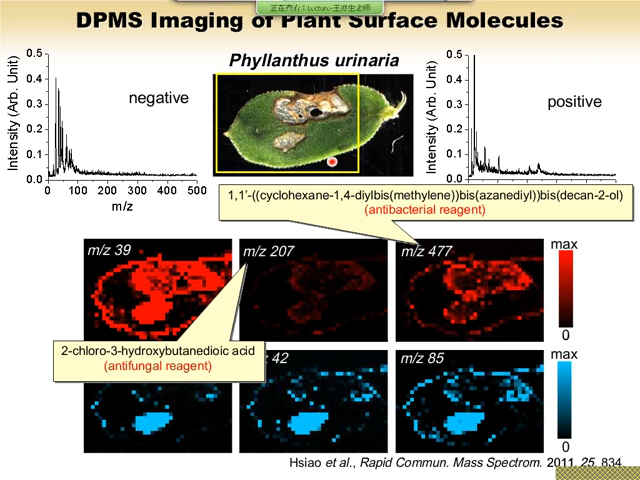 正在查看：Lecture-王亦生老师
DPMS Imaging of Plant Surface Molecules
Phyllanthus urinaria
negative
positive
Intensity (Arb. Unit)
0.5
0.4
0.3
0.2
0.1
0.0
0 100 200 300 400 500
m/z
Intensity (Arb. Unit)
0.5
0.4
0.3
0.2
0.1
0.0
1,1'-((cyclohexane-1,4-diylbis(methylene))bis(azanediyl))bis(decan-2-ol)
(antibacterial reagent)
m/z 39
m/z 207
m/z 477
max
0
2-chloro-3-hydroxybutanedioic acid
(antifungal reagent)
42
m/z 85
max
0
Hsiao et al., Rapid Commun. Mass Spectrom. 2011, 25, 834